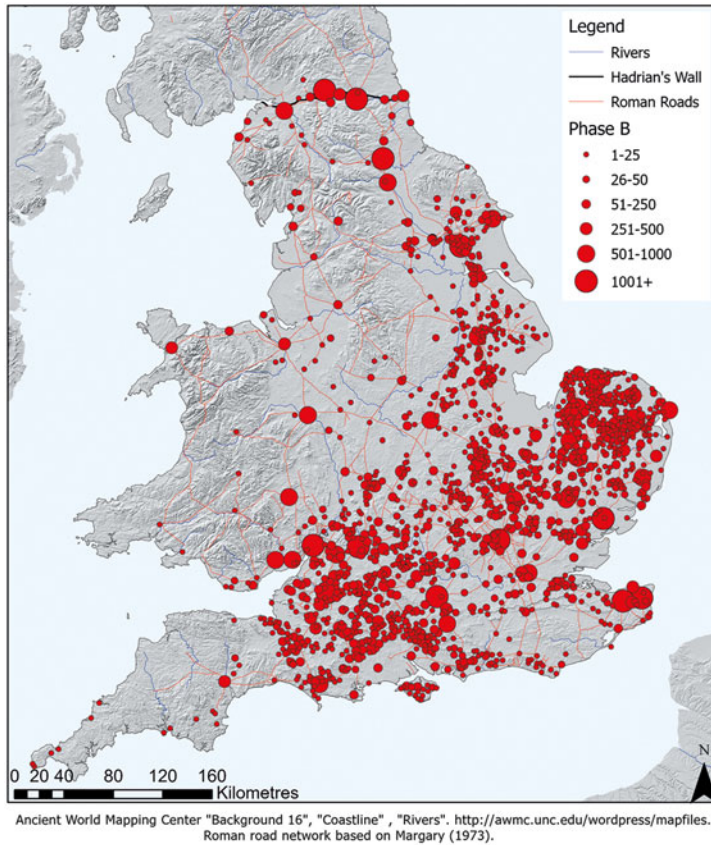 Legend
Rivers
Hadrian's Wall
Roman Roads
Phase B
1-25
26-50
51-250
251-500
501-1000
1001+
N
0 20 40 80 120 160
Kilometres
Ancient World Mapping Center "Background 16", "Coastline" , "Rivers". http://awmc.unc.edu/wordpress/mapfiles.
Roman road network based on Margary (1973).